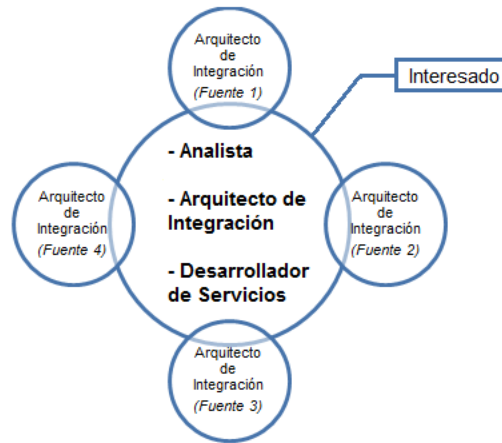 Arquitecto
de
Integración
(Fuente 1)
Interesado
- Analista
- Arquitecto de
Integración
- Desarrollador
de Servicios
Arquitecto
de
Integración
(Fuente 4)
Arquitecto
de
Integración
(Fuente 2)
Arquitecto
de
Integración
(Fuente 3)